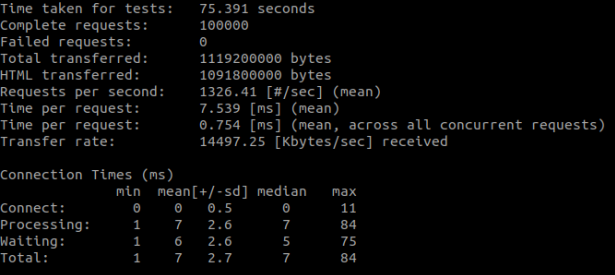 Time taken for tests:   75.391 seconds
Complete requests:      100000
Failed requests:        0
Total transferred:      1119200000 bytes
HTML transferred:       1091800000 bytes
Requests per second:    1326.41 [#/sec] (mean)
Time per request:       7.539 [ms] (mean)
Time per request:       0.754 [ms] (mean, across all concurrent requests)
Transfer rate:          14497.25 [Kbytes/sec] received
Connection Times (ms)
              min  mean[+/-sd] median   max
Connect:        0    0   0.5      0      11
Processing:     1    7   2.6      7      84
Waiting:        1    6   2.6      5      75
Total:          1    7   2.7      7      84